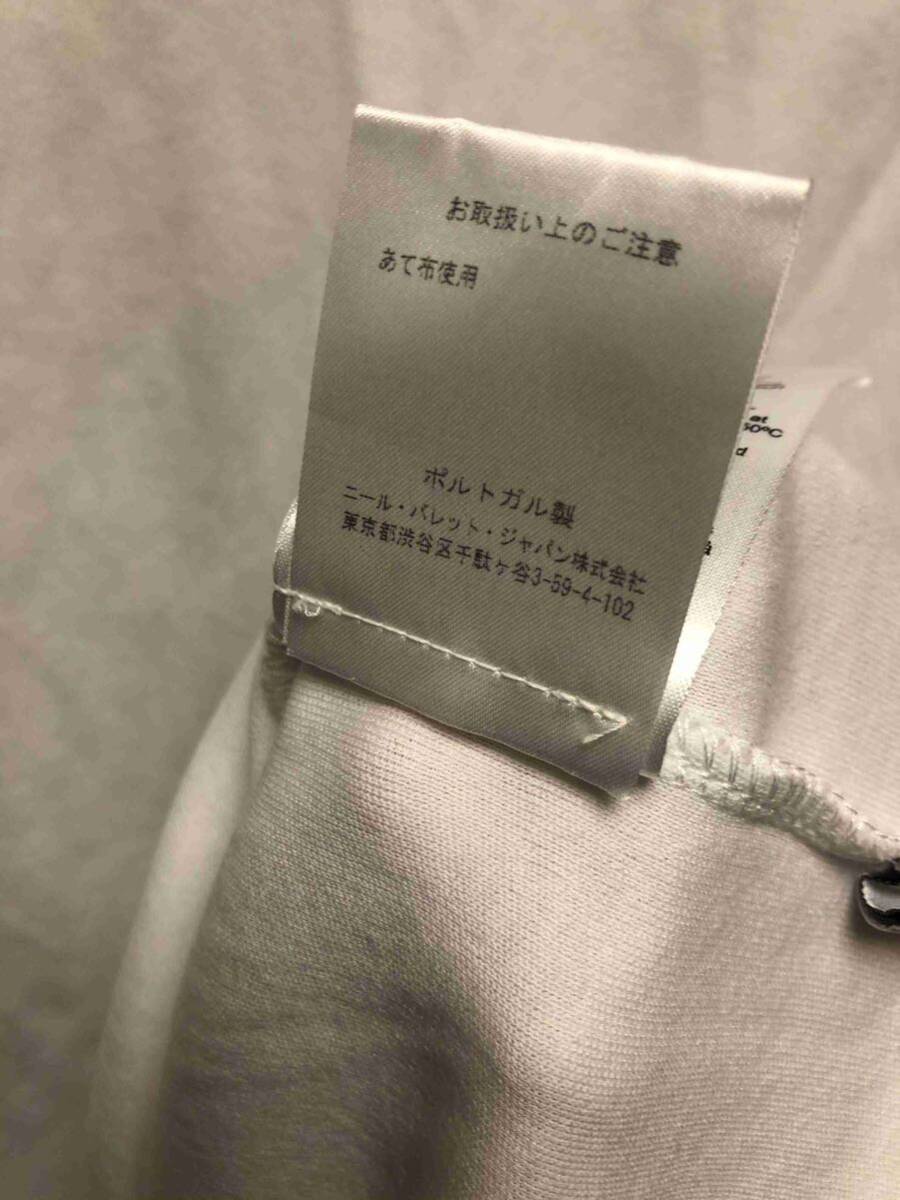 お取扱い上のご注意
あて布使用
ポルトガル製
ニール・バレット・ジャパン株式会社
東京都渋谷区千駄ヶ谷3-59-4-102
at
50ºC
d